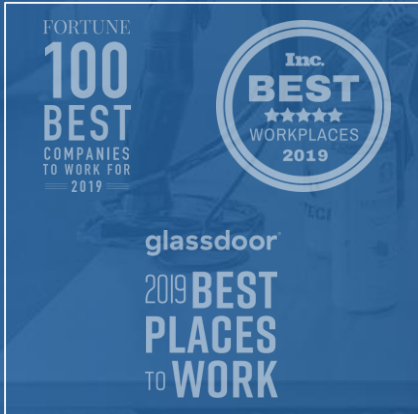 FORTUNE
100
BEST
COMPANIES
TO WORK FOR
2019
Inc.
BEST
WORKPLACES
2019
glassdoor
2019 BEST
PLACES
TO WORK